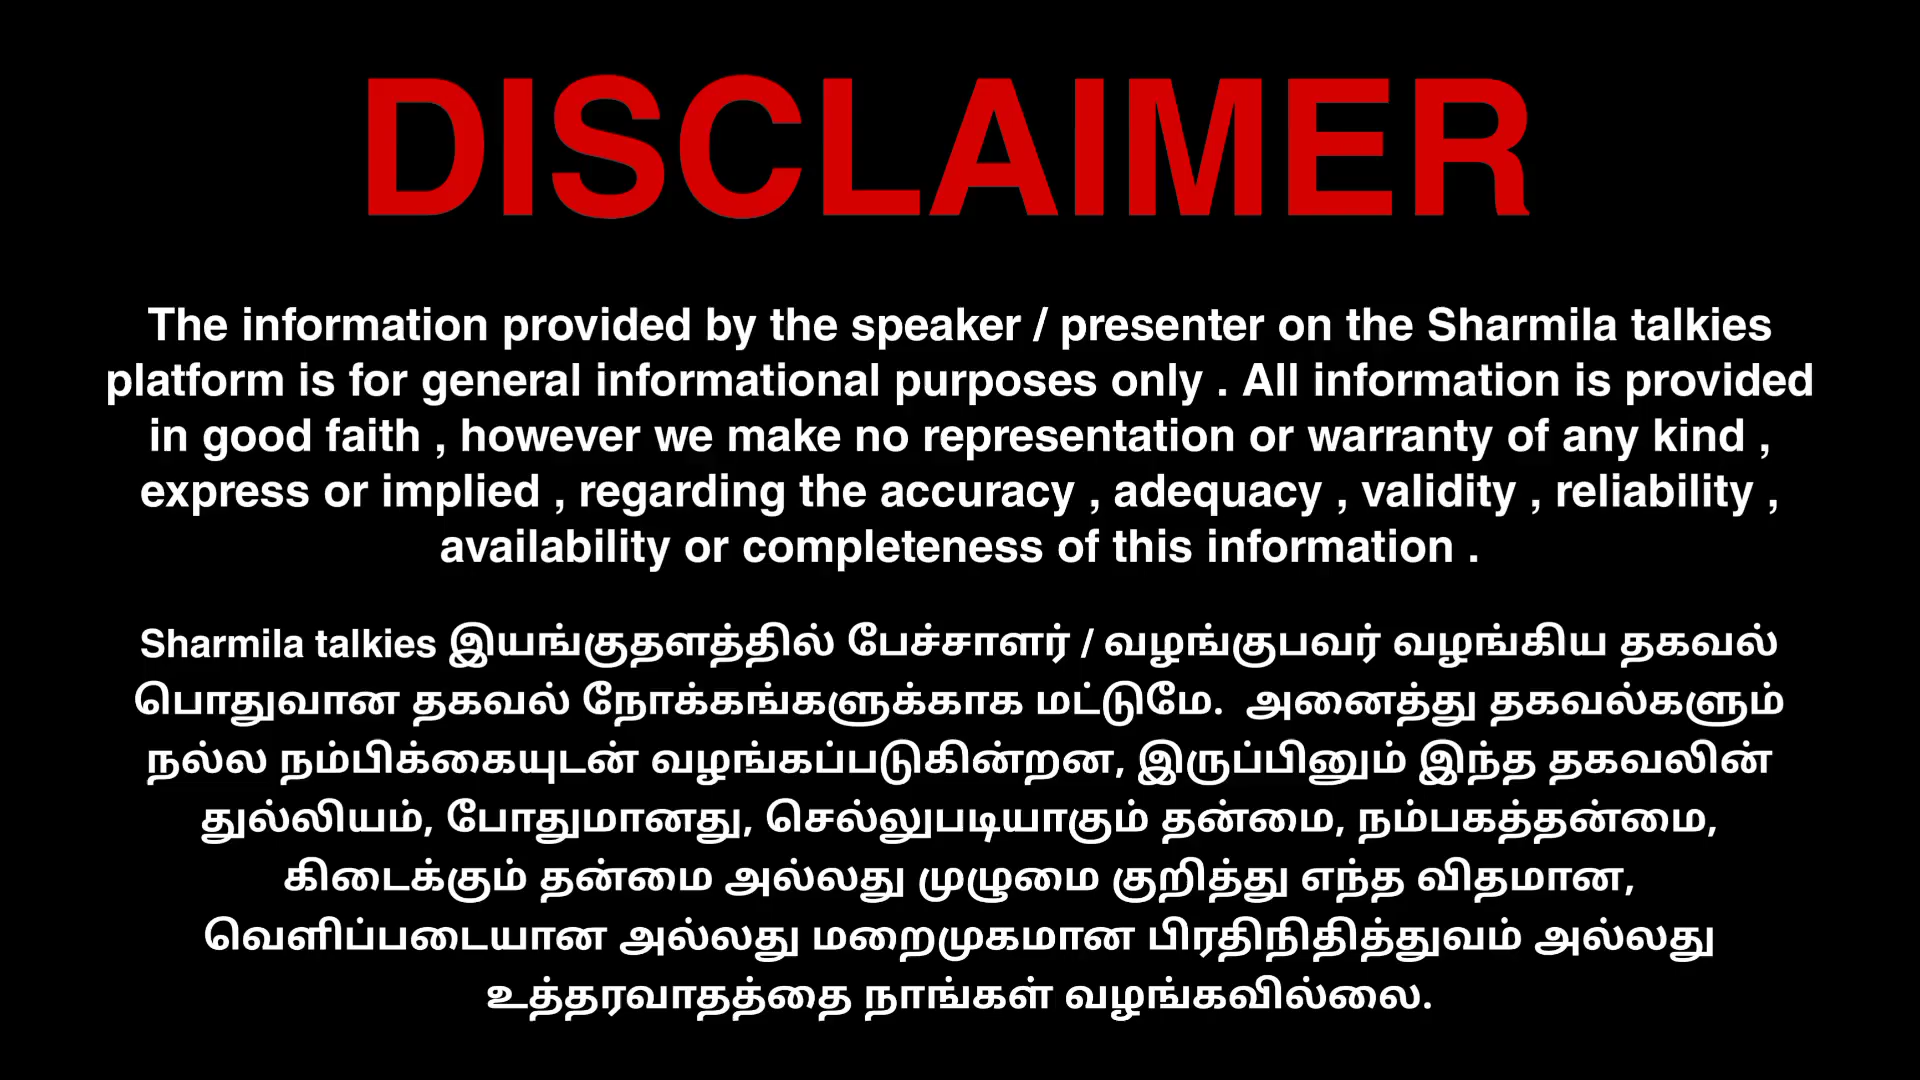 DISCLAIMER
The information provided by the speaker / presenter on the Sharmila talkies
platform is for general informational purposes only . All information is provided
in good faith , however we make no representation or warranty of any kind ,
express or implied , regarding the accuracy , adequacy , validity , reliability ,
availability or completeness of this information .
Sharmila talkies இயங்குதளத்தில் பேச்சாளர் / வழங்குபவர் வழங்கிய தகவல்
பொதுவான தகவல் நோக்கங்களுக்காக மட்டுமே.  அனைத்து தகவல்களும்
நல்ல நம்பிக்கையுடன் வழங்கப்படுகின்றன, இருப்பினும் இந்த தகவலின்
துல்லியம், போதுமானது, செல்லுபடியாகும் தன்மை, நம்பகத்தன்மை,
கிடைக்கும் தன்மை அல்லது முழுமை குறித்து எந்த விதமான,
வெளிப்படையான அல்லது மறைமுகமான பிரதிநிதித்துவம் அல்லது
உத்தரவாதத்தை நாங்கள் வழங்கவில்லை.